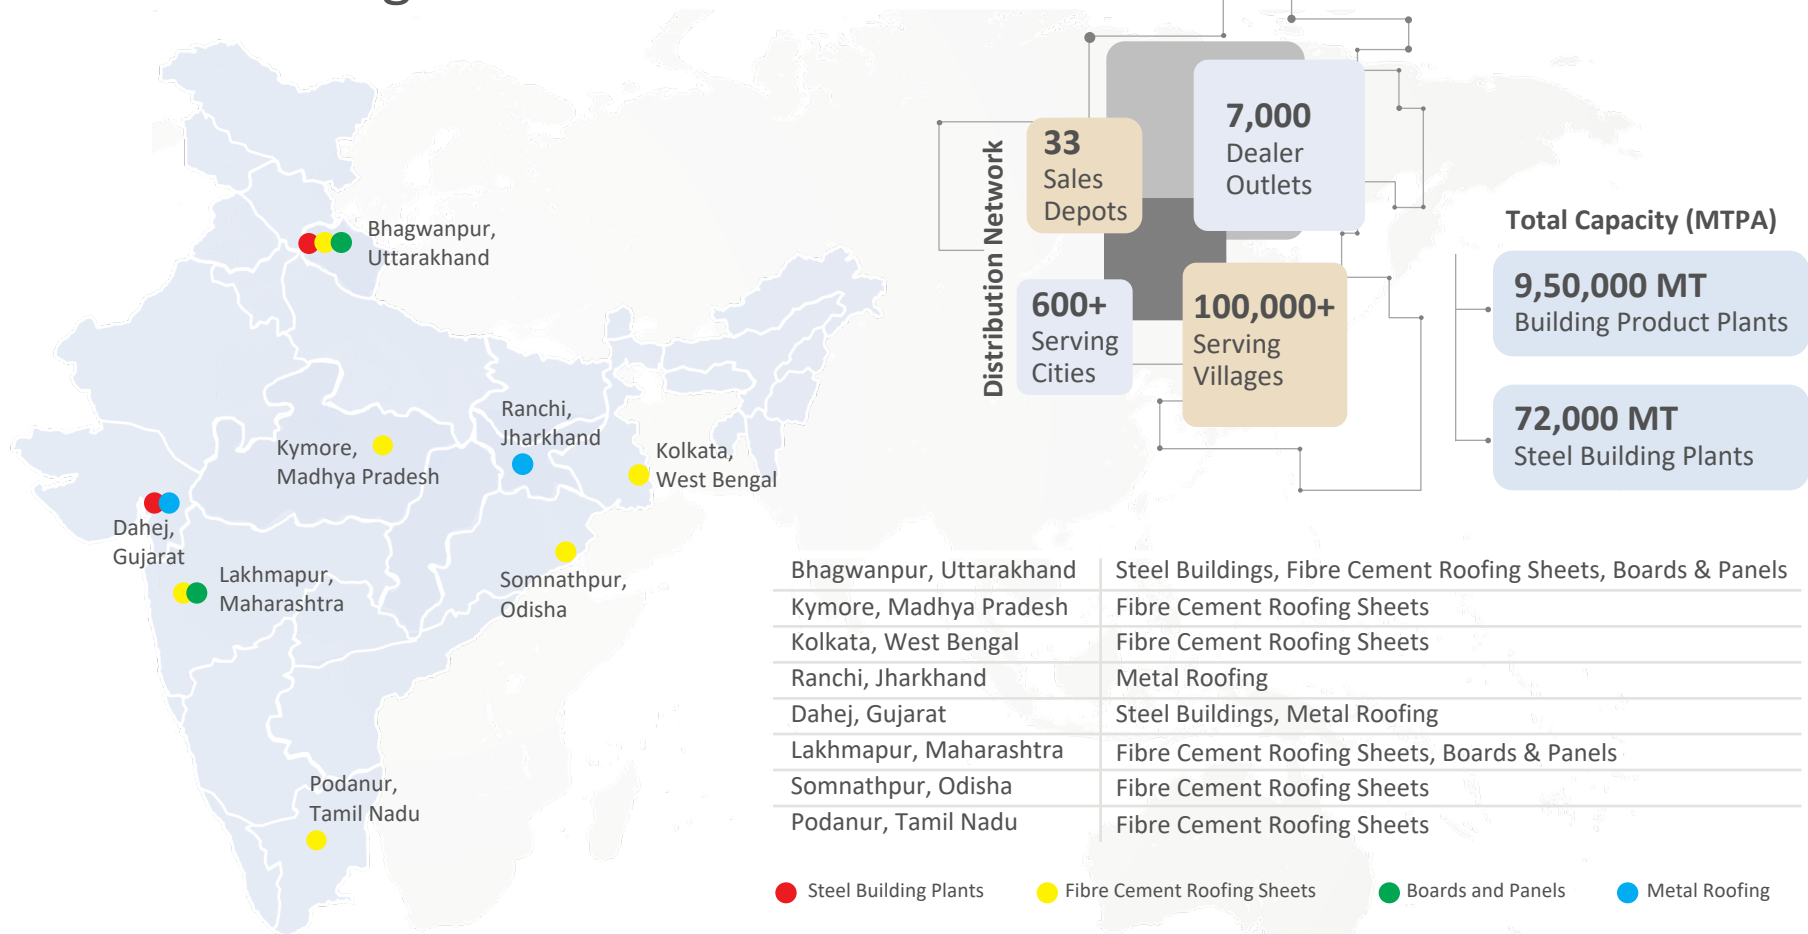 Bhagwanpur,
Uttarakhand
Ranchi,
Jharkhand
Kymore,
Madhya Pradesh
Kolkata,
West Bengal
Dahej,
Gujarat
Lakhmapur,
Maharashtra
Somnathpur,
Odisha
Podanur,
Tamil Nadu
Distribution Network
33
Sales
Depots
7,000
Dealer
Outlets
600+
Serving
Cities
100,000+
Serving
Villages
Total Capacity (MTPA)
9,50,000 MT
Building Product Plants
72,000 MT
Steel Building Plants
Bhagwanpur, Uttarakhand Steel Buildings, Fibre Cement Roofing Sheets, Boards & Panels
Kymore, Madhya Pradesh Fibre Cement Roofing Sheets
Kolkata, West Bengal Fibre Cement Roofing Sheets
Ranchi, Jharkhand Metal Roofing
Dahej, Gujarat Steel Buildings, Metal Roofing
Lakhmapur, Maharashtra Fibre Cement Roofing Sheets, Boards & Panels
Somnathpur, Odisha Fibre Cement Roofing Sheets
Podanur, Tamil Nadu Fibre Cement Roofing Sheets
Steel Building Plants Fibre Cement Roofing Sheets Boards and Panels Metal Roofing